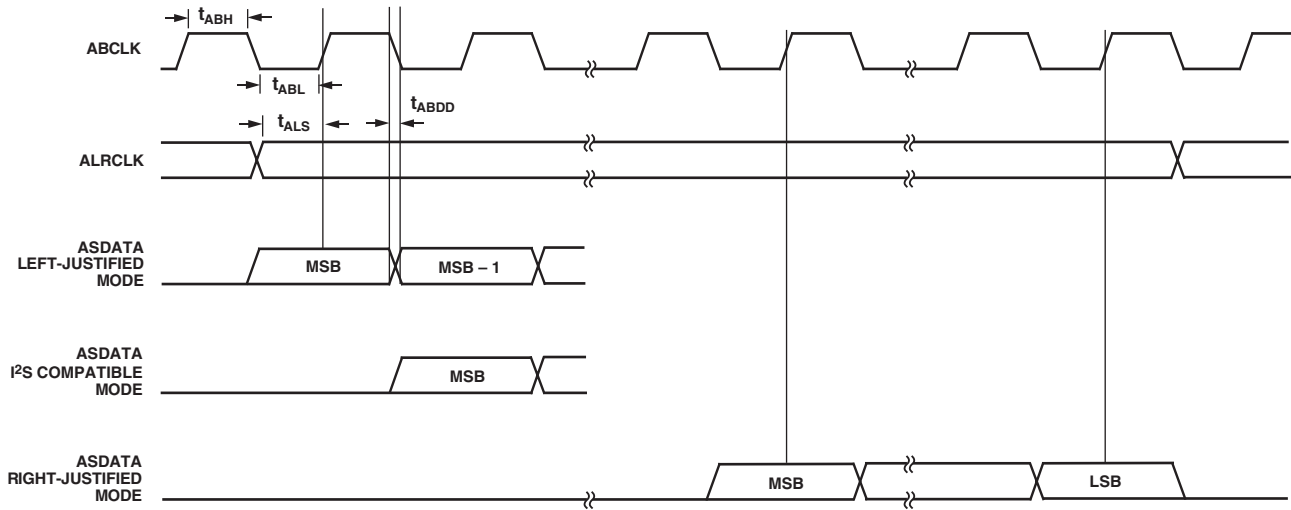 tABH
ABCLK
tABL
tABDD
tALS
ALRCLK
ASDATA
LEFT-JUSTIFIED
MODE
MSB
MSB – 1
ASDATA
I²S COMPATIBLE
MODE
MSB
ASDATA
RIGHT-JUSTIFIED
MODE
MSB
LSB